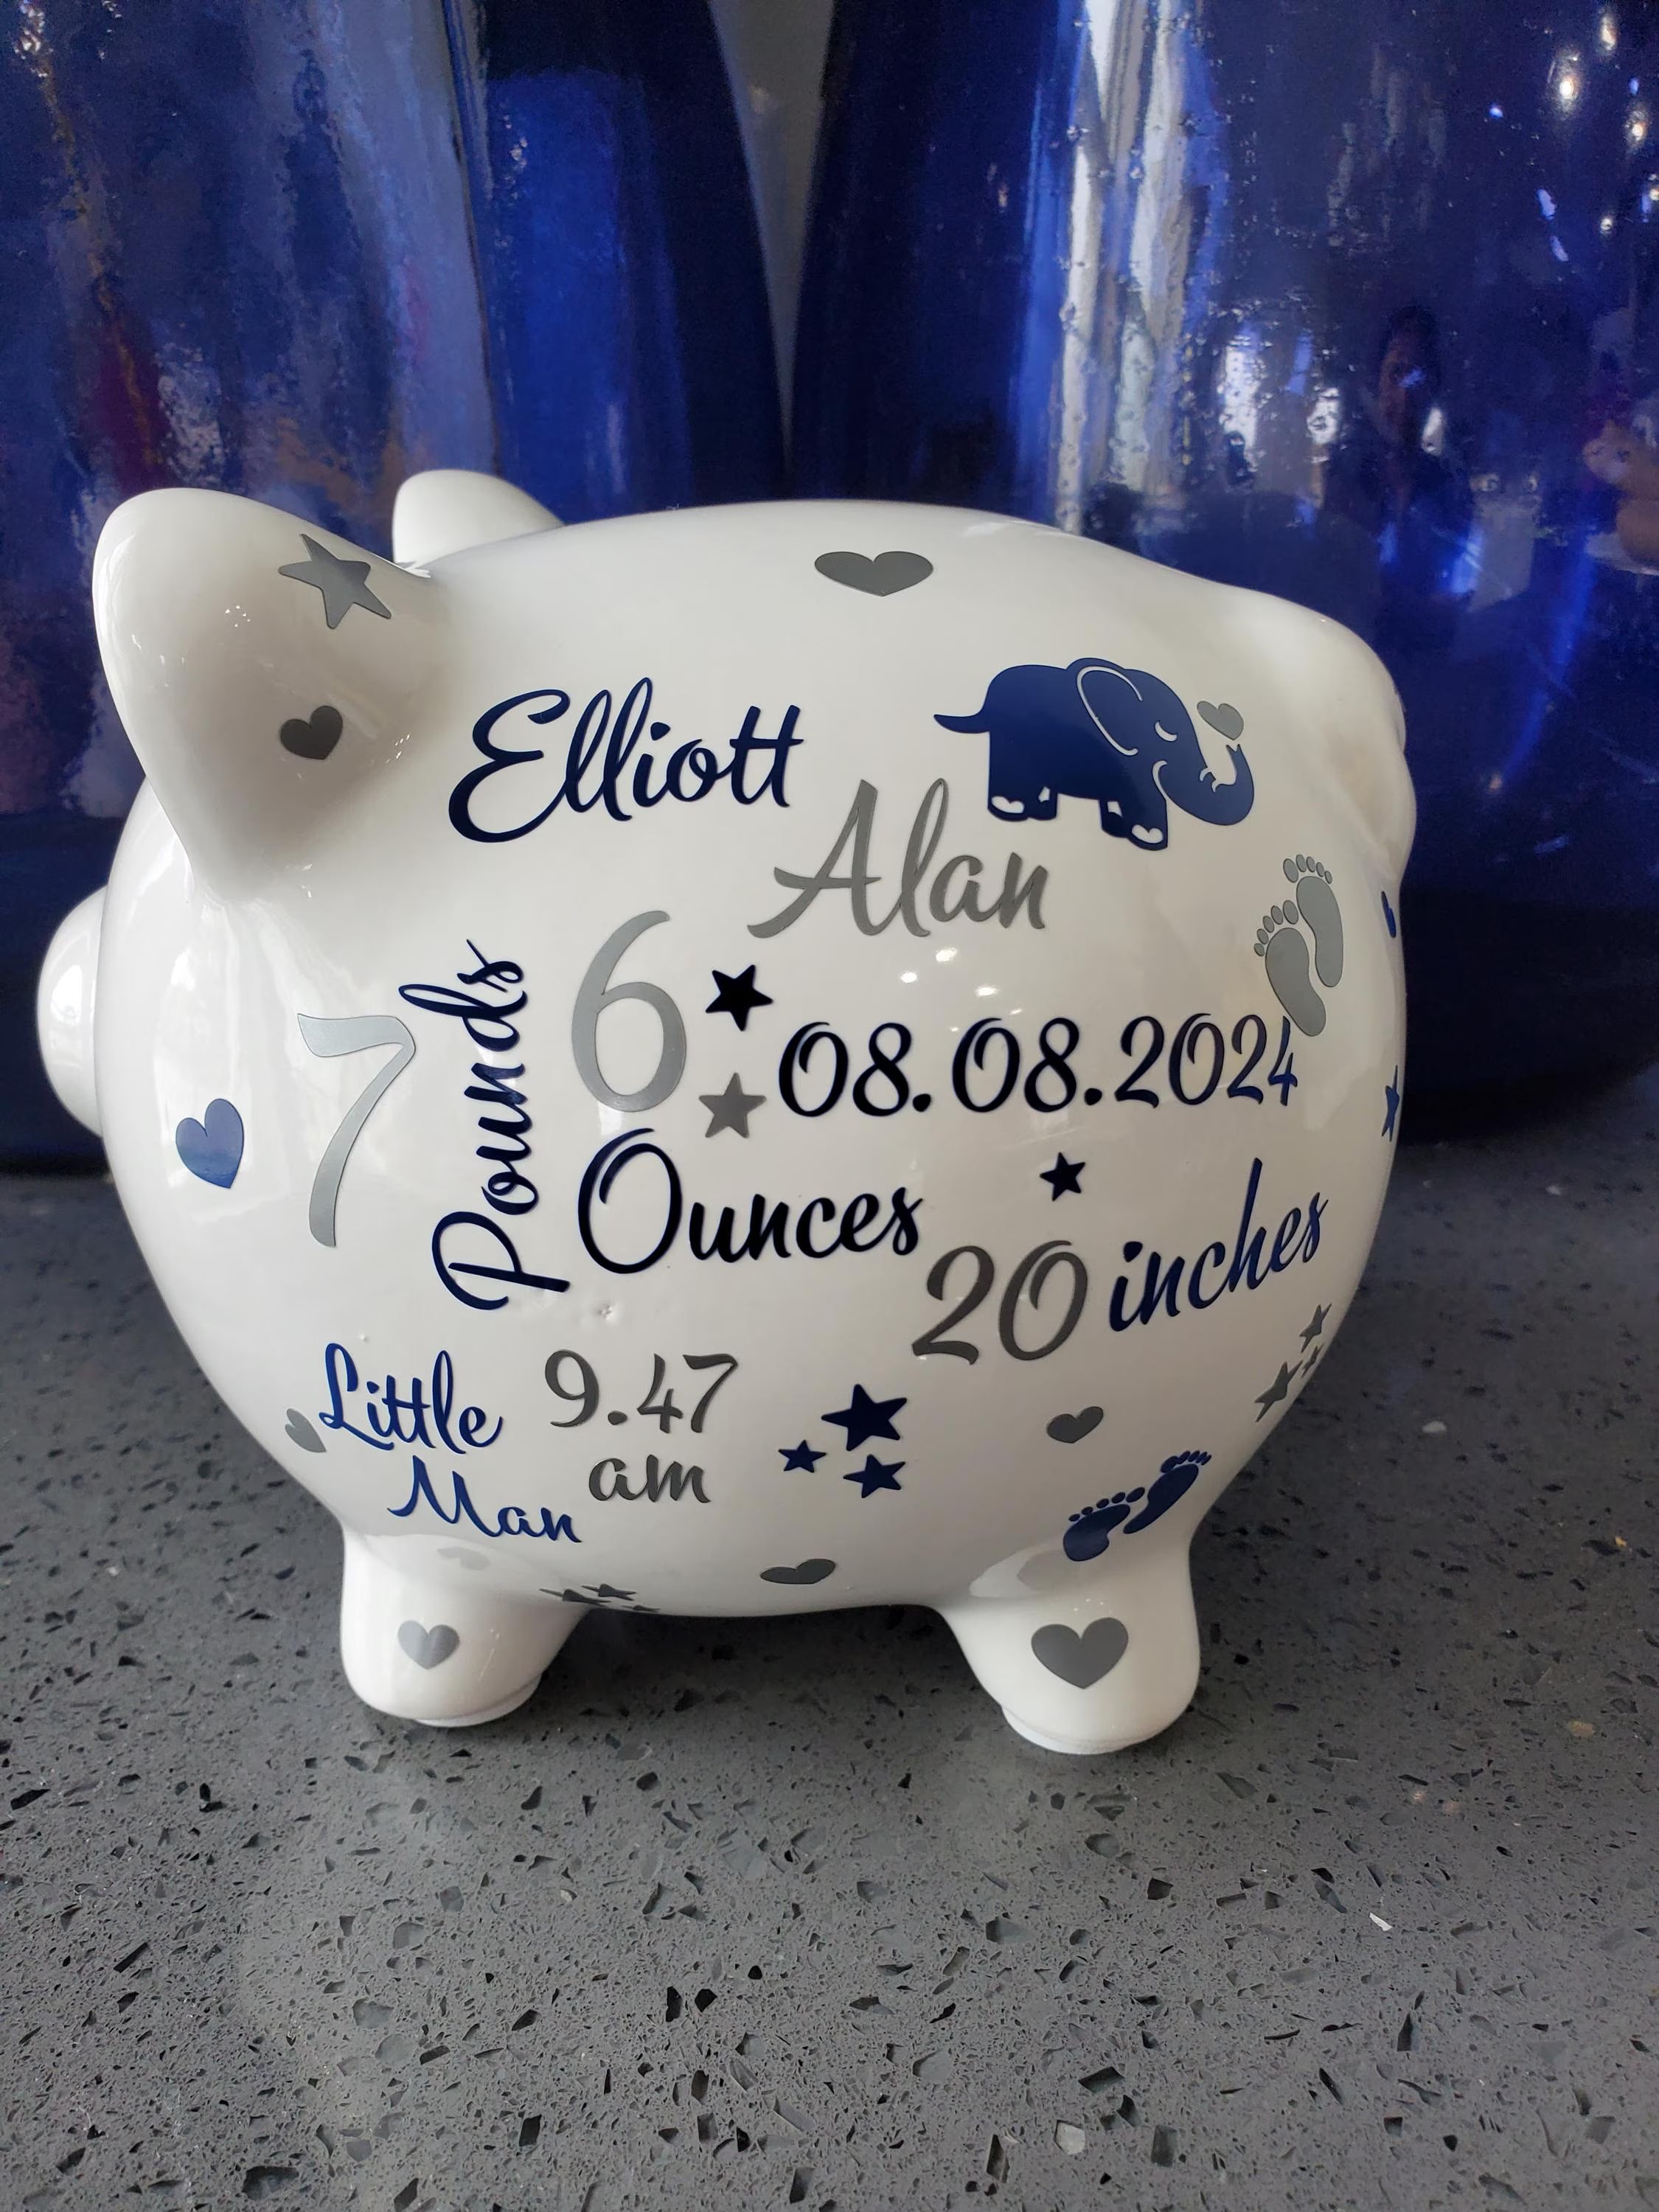 Elliott
Alan
7
Pounds
6
Ounces
08.08.2024
20 inches
Little
Man
9.47
am